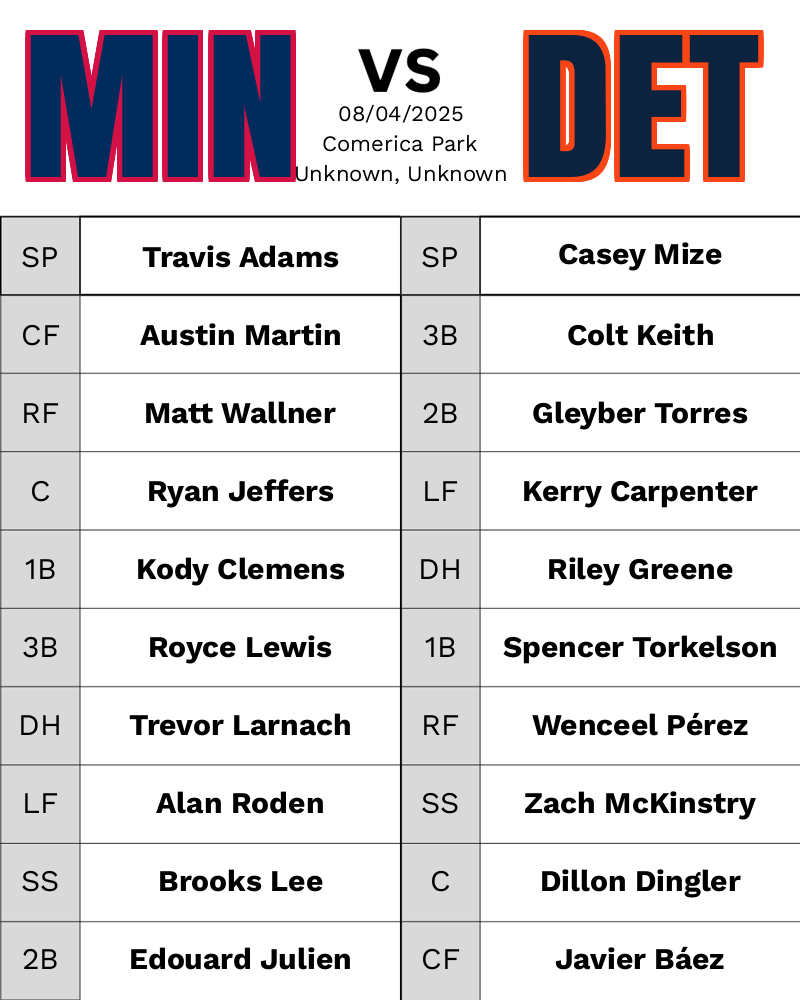 MIN VS DET
08/04/2025
Comerica Park
Unknown, Unknown
SP Travis Adams SP Casey Mize
CF Austin Martin 3B Colt Keith
RF Matt Wallner 2B Gleyber Torres
C Ryan Jeffers LF Kerry Carpenter
1B Kody Clemens DH Riley Greene
3B Royce Lewis 1B Spencer Torkelson
DH Trevor Larnach RF Wenceel Pérez
LF Alan Roden SS Zach McKinstry
SS Brooks Lee C Dillon Dingler
2B Edouard Julien CF Javier Báez